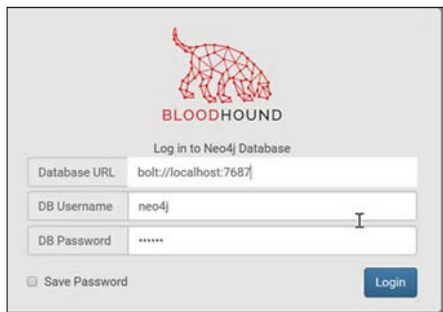 BLOODHOUND
Log in to Neo4j Database
Database URL bolt://localhost:7687
DB Username neo4j
DB Password ••••••
Save Password Login